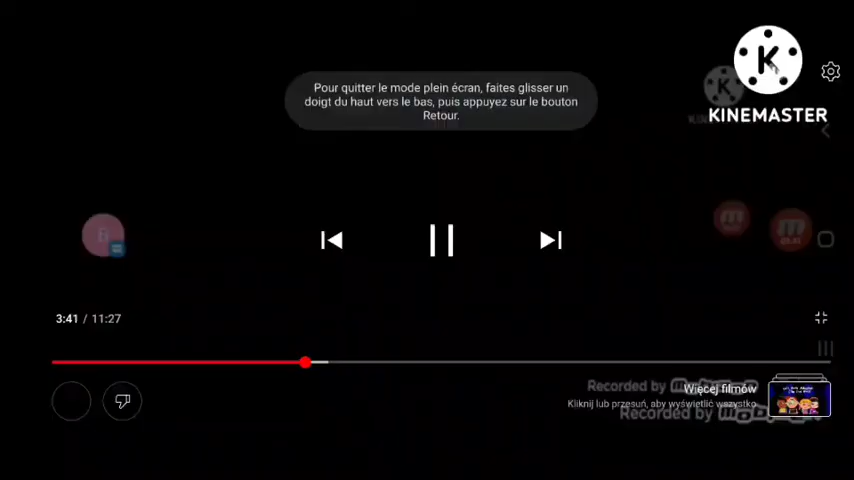 Pour quitter le mode plein écran, faites glisser un
doigt du haut vers le bas, puis appuyez sur le bouton
Retour.
KINEMASTER
3:41 / 11:27
Więcej filmów
Kliknij lub przesuń, aby wyświetlić wszystko
Recorded by
Recorded by